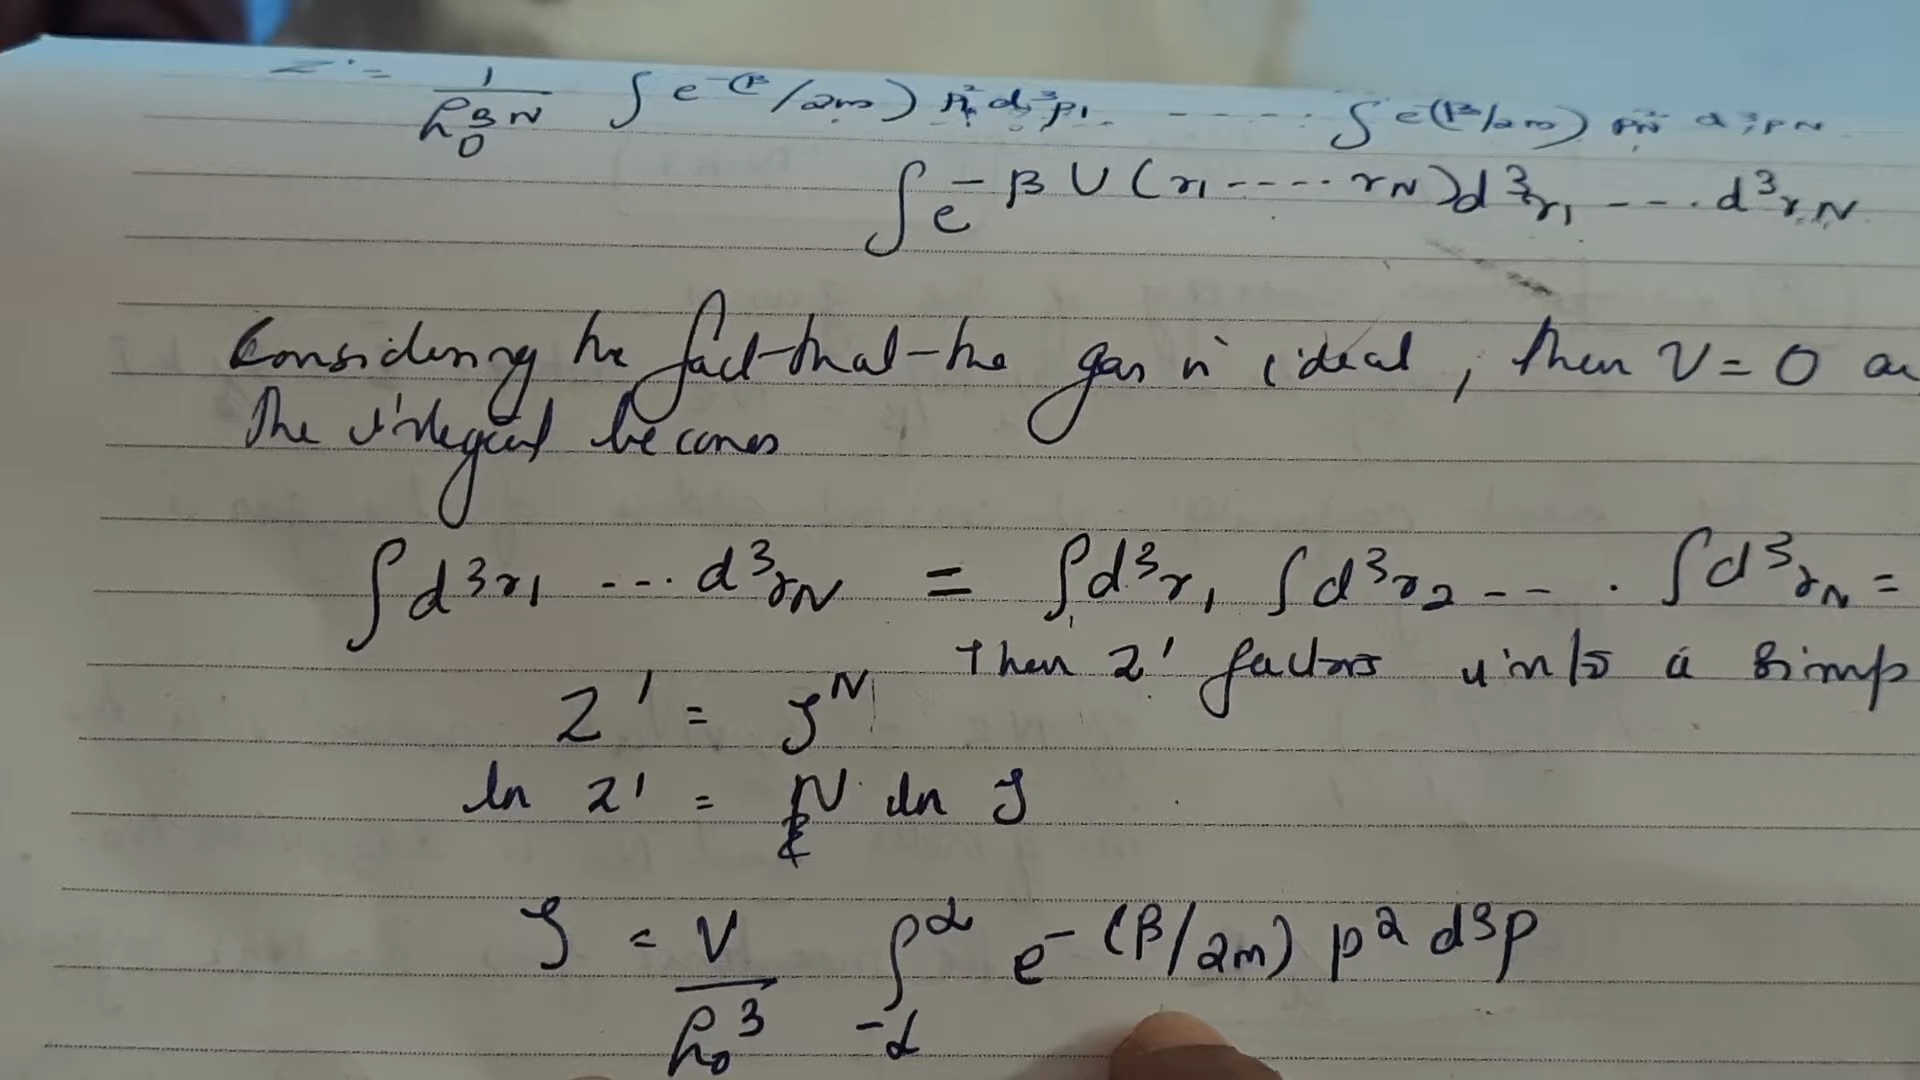 Z' = 1/h₀^3N ∫ e^-(β/2m) p₁² d³p₁ ........ ∫ e^-(β/2m) pN² d³pN
∫ e^-β U(r₁ ---- rN) d³r₁ --- d³rN
Considering the fact that the gas is ideal, then U = 0 an
The integral becomes
∫ d³r₁ --- d³rN = ∫ d³r₁ ∫ d³r₂ --- . ∫ d³rN =
Then Z' factors into a simp
Z' = ζ^N
ln Z' = N ln ζ
ζ = V/h₀³ ∫_-∞^∞ e^-(β/2m) p² d³p